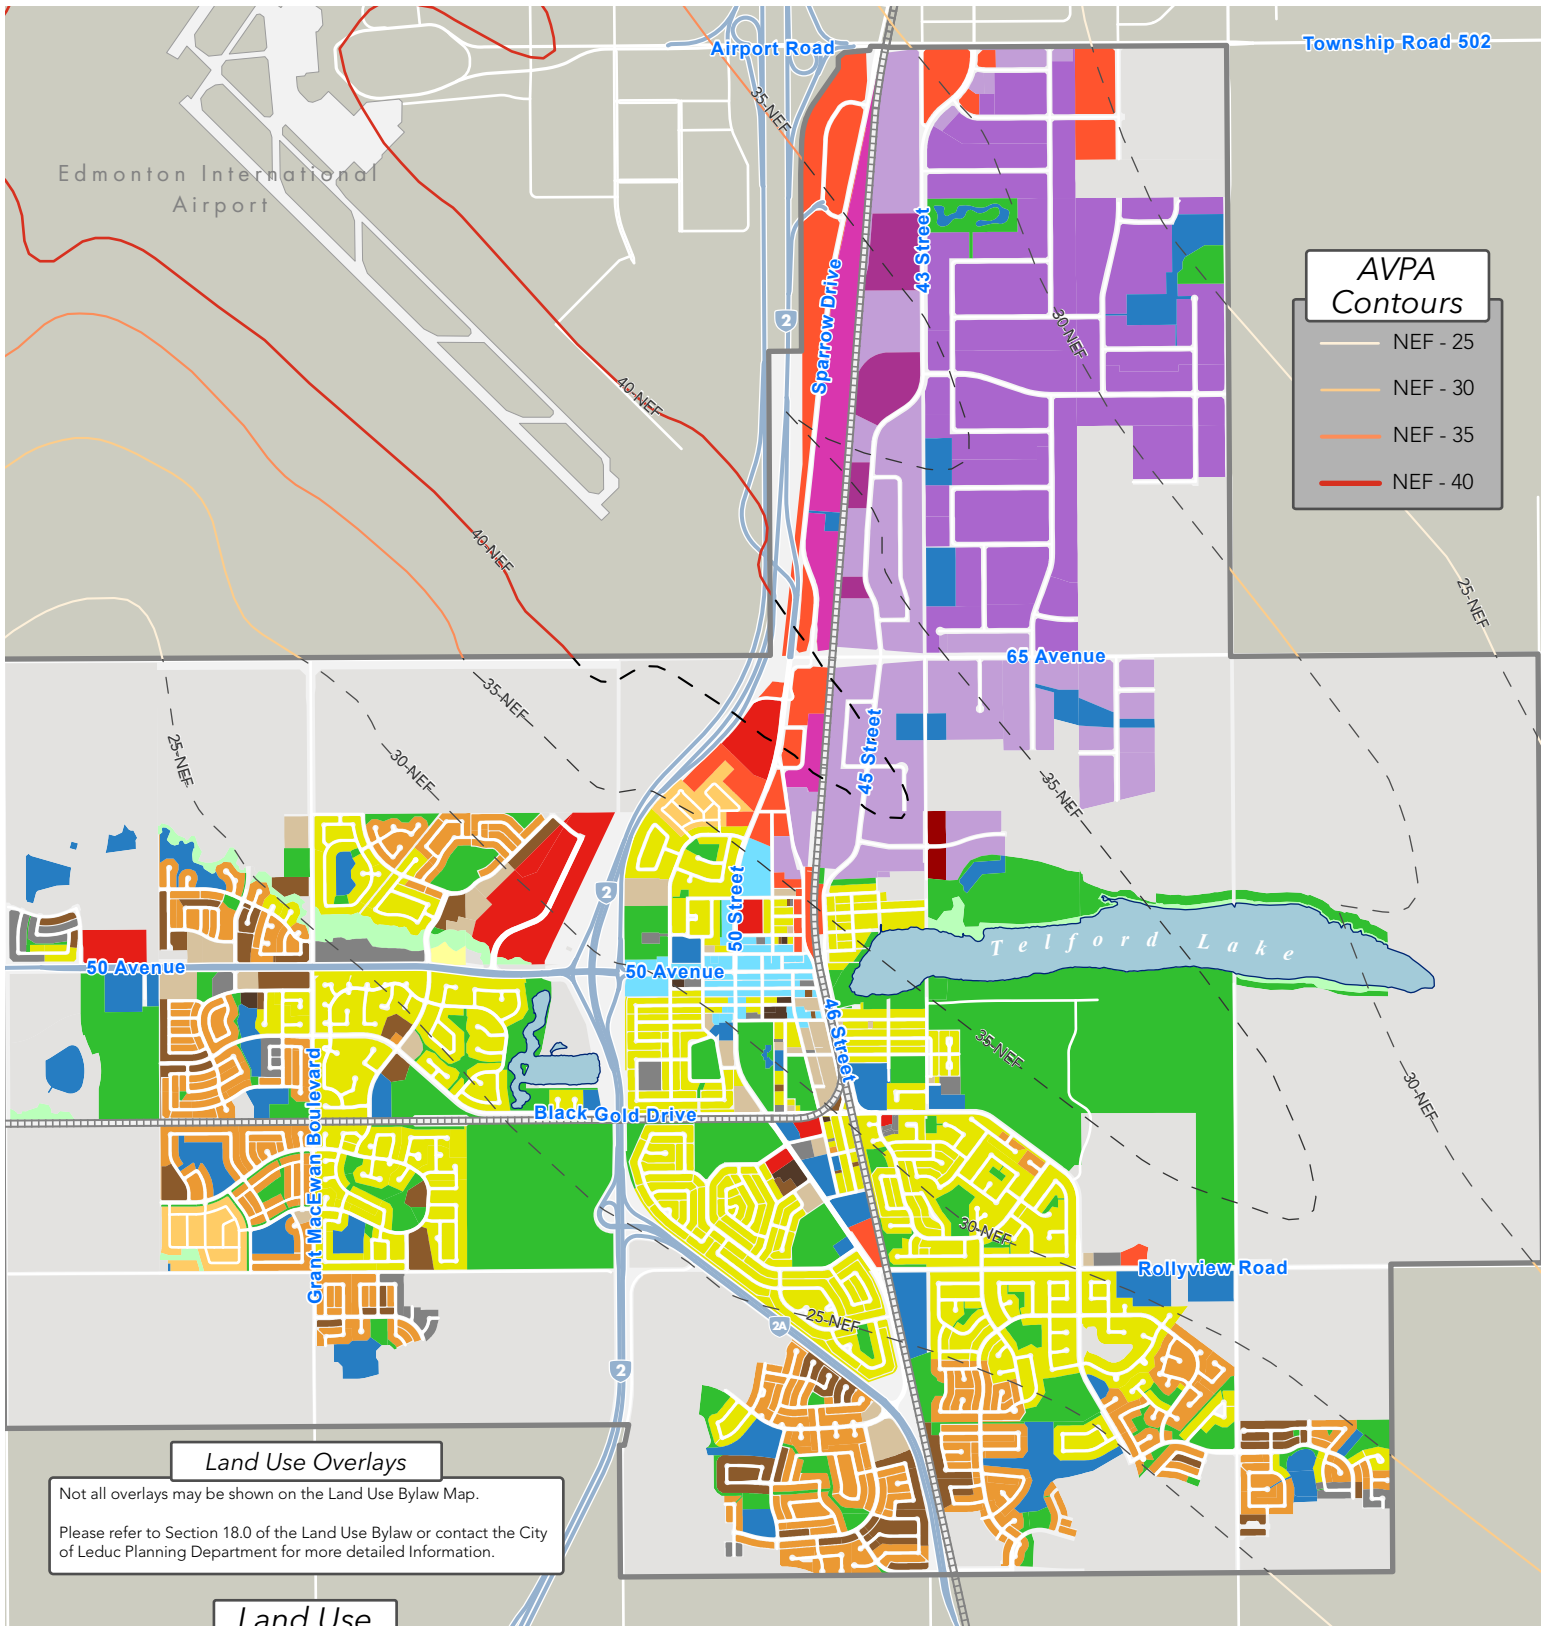 Airport Road
Township Road 502
35-NEF
Edmonton International
Airport
43 Street
AVPA
Contours
NEF - 25
NEF - 30
NEF - 35
NEF - 40
2
Sparrow Drive
30-NEF
40-NEF
40-NEF
25-NEF
65 Avenue
35-NEF
25-NEF
30-NEF
45 Street
35-NEF
2
50 Street
Telford Lake
50 Avenue
50 Avenue
46 Street
35-NEF
30-NEF
Black Gold Drive
Grant MacEwan Boulevard
30-NEF
Rollyview Road
25-NEF
2A
2
Land Use Overlays
Not all overlays may be shown on the Land Use Bylaw Map.
Please refer to Section 18.0 of the Land Use Bylaw or contact the City
of Leduc Planning Department for more detailed Information.
Land Use